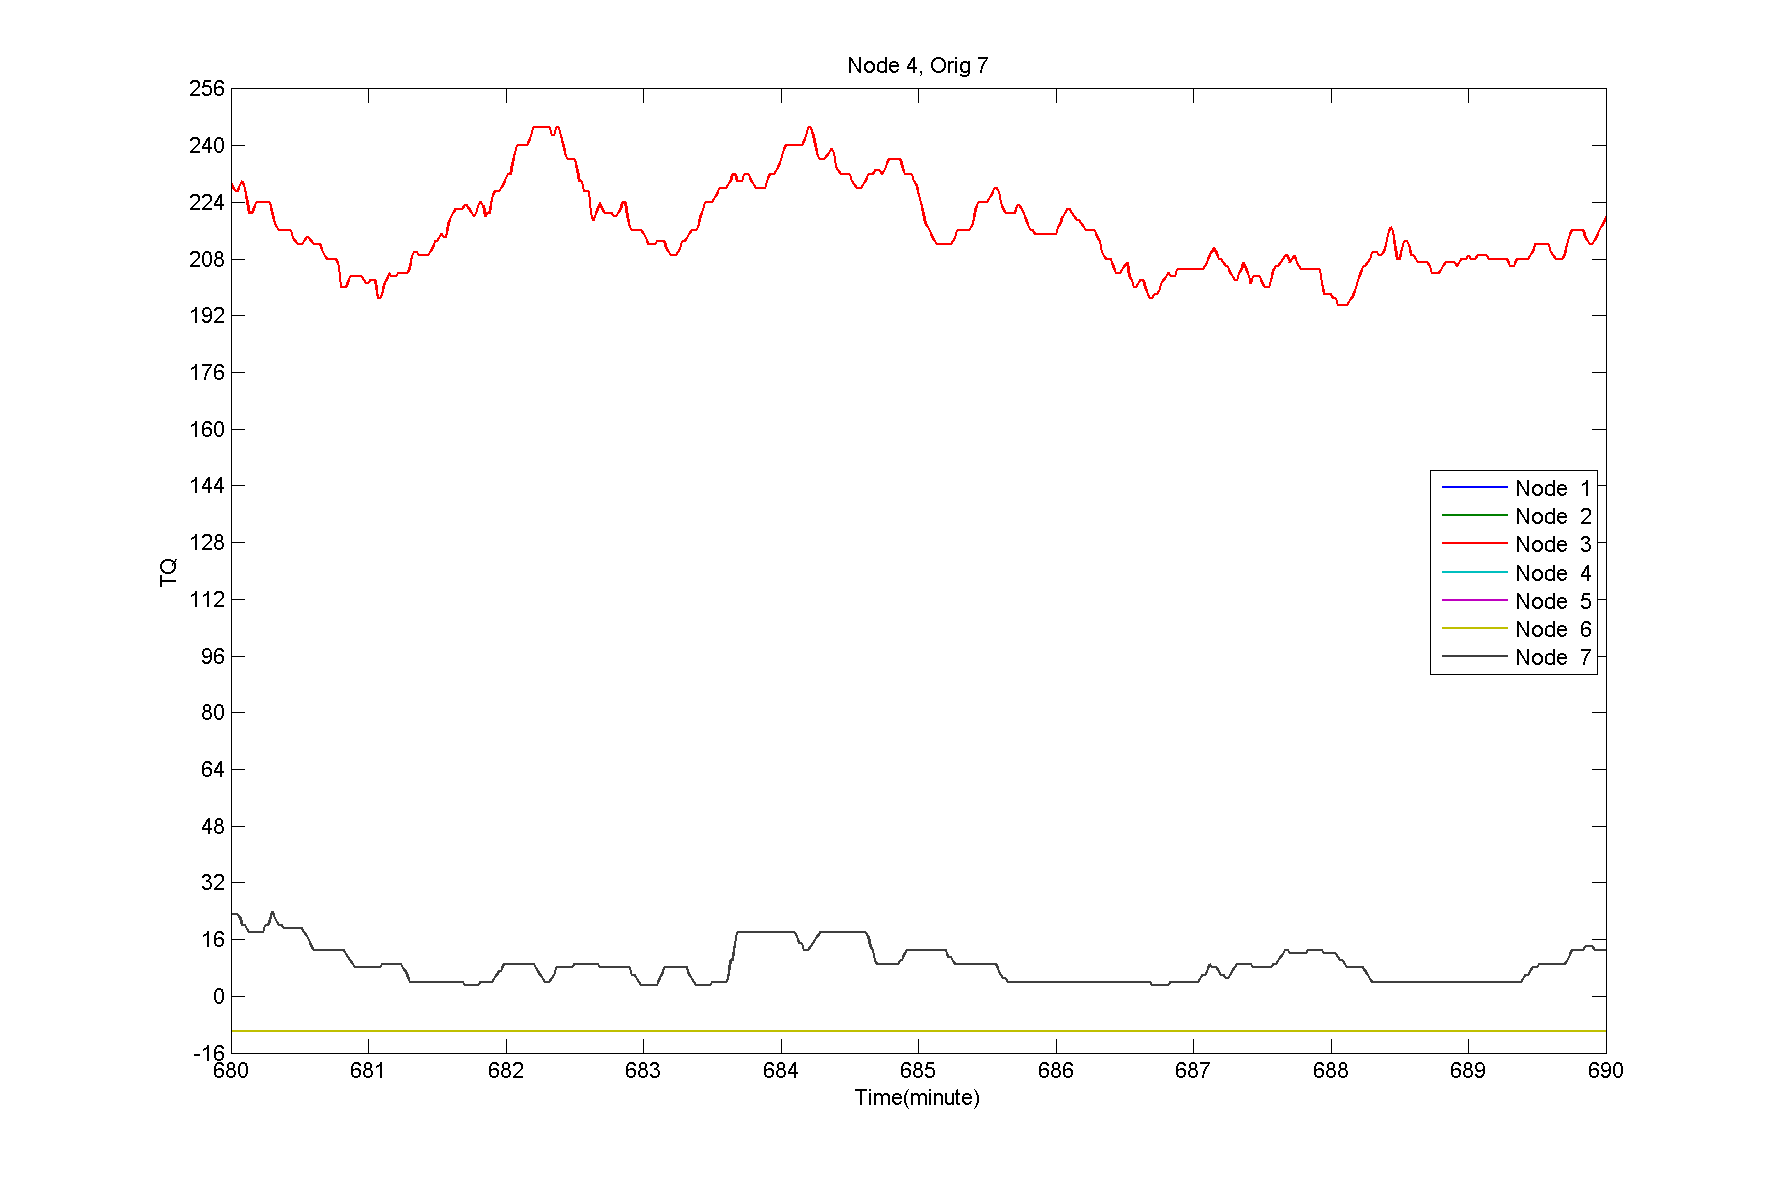 Node 4, Orig 7
256
240
224
208
192
176
160
144
128
112
96
80
64
48
32
16
0
-16
TQ
680 681 682 683 684 685 686 687 688 689 690
Time(minute)
Node 1
Node 2
Node 3
Node 4
Node 5
Node 6
Node 7